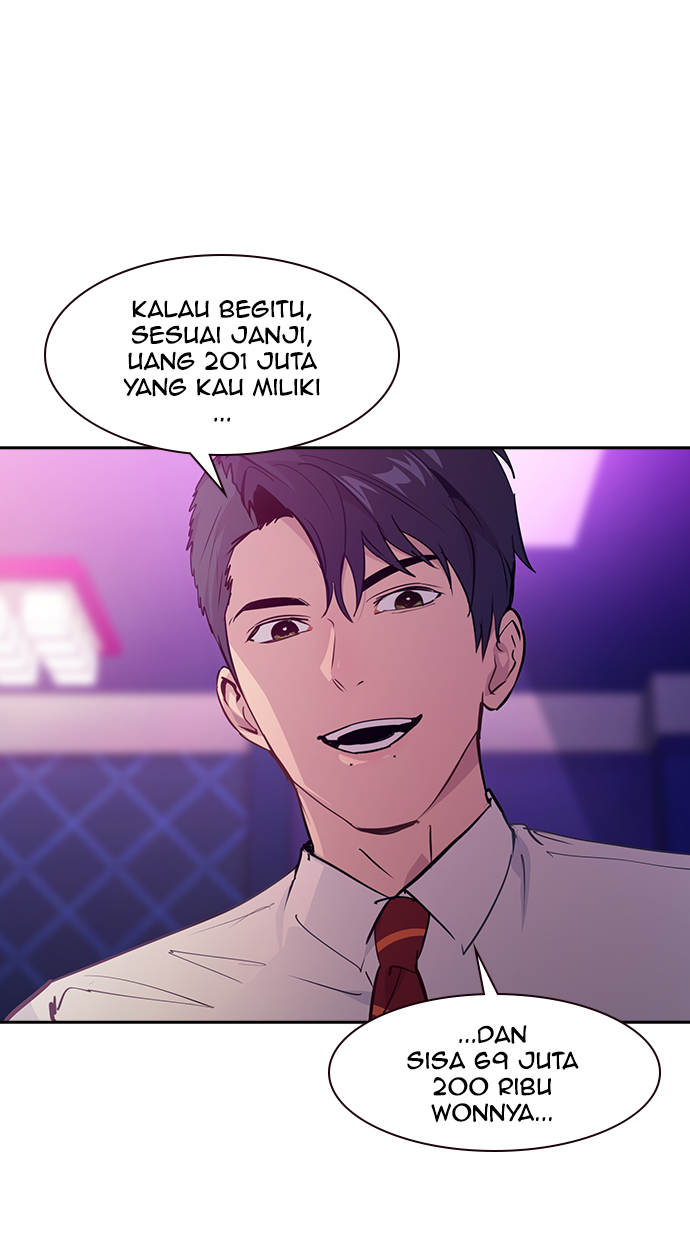 KALAU BEGITU,
SESUAI JANJI,
UANG 201 JUTA
YANG KAU MILIKI
...
...DAN
SISA 69 JUTA
200 RIBU
WONNYA...